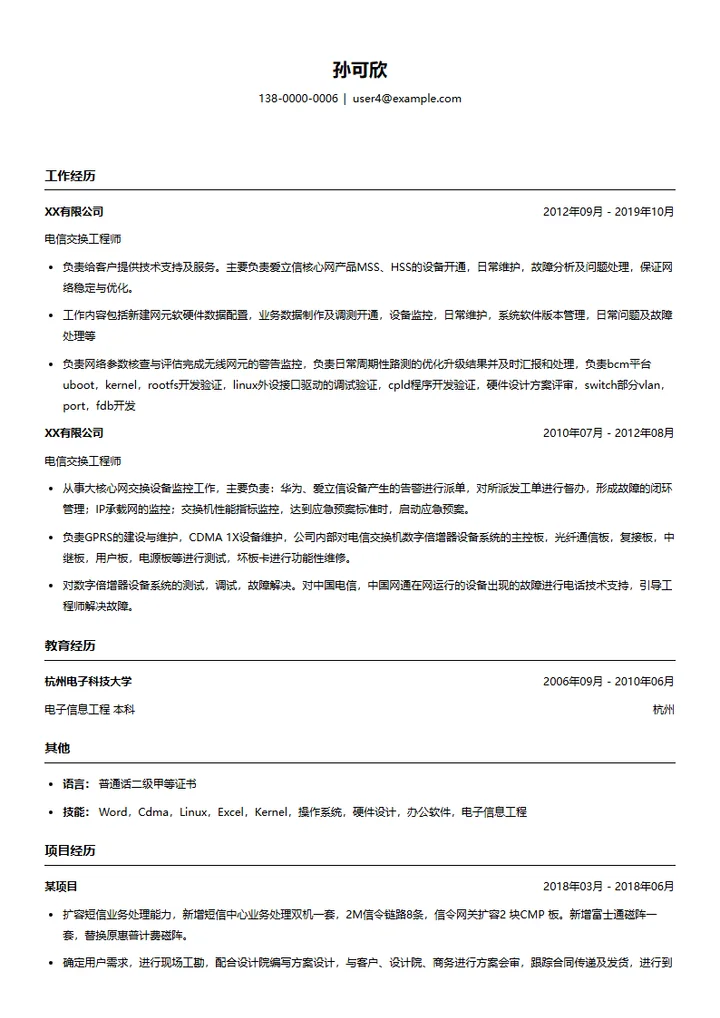 孙可欣
138-0000-0006 | user4@example.com
工作经历
XX有限公司 2012年09月 - 2019年10月
电信交换工程师
• 负责给客户提供技术支持及服务。主要负责爱立信核心网产品MSS、HSS的设备开通，日常维护，故障分析及问题处理，保证网
络稳定与优化。
• 工作内容包括新建网元软硬件数据配置，业务数据制作及调测开通，设备监控，日常维护，系统软件版本管理，日常问题及故障
处理等
• 负责网络参数核查与评估完成无线网元的警告监控，负责日常周期性路测的优化升级结果并及时汇报和处理，负责bcm平台
uboot，kernel，rootfs开发验证，linux外设接口驱动的调试验证，cpld程序开发验证，硬件设计方案评审，switch部分vlan，
port，fdb开发
XX有限公司 2010年07月 - 2012年08月
电信交换工程师
• 从事大核心网交换设备监控工作，主要负责：华为、爱立信设备产生的告警进行派单，对所派发工单进行督办，形成故障的闭环
管理；IP承载网的监控；交换机性能指标监控，达到应急预案标准时，启动应急预案。
• 负责GPRS的建设与维护，CDMA 1X设备维护，公司内部对电信交换机数字倍增器设备系统的主控板，光纤通信板，复接板，中
继板，用户板，电源板等进行测试，坏板卡进行功能性维修。
• 对数字倍增器设备系统的测试，调试，故障解决。对中国电信，中国网通在网运行的设备出现的故障进行电话技术支持，引导工
程师解决故障。
教育经历
杭州电子科技大学 2006年09月 - 2010年06月
电子信息工程 本科 杭州
其他
• 语言： 普通话二级甲等证书
• 技能： Word，Cdma，Linux，Excel，Kernel，操作系统，硬件设计，办公软件，电子信息工程
项目经历
某项目 2018年03月 - 2018年06月
• 扩容短信业务处理能力，新增短信中心业务处理双机一套，2M信令链路8条，信令网关扩容2 块CMP 板。新增富士通磁阵一
套，替换原惠普计费磁阵。
• 确定用户需求，进行现场工勘，配合设计院编写方案设计，与客户、设计院、商务进行方案会审，跟踪合同传递及发货，进行到